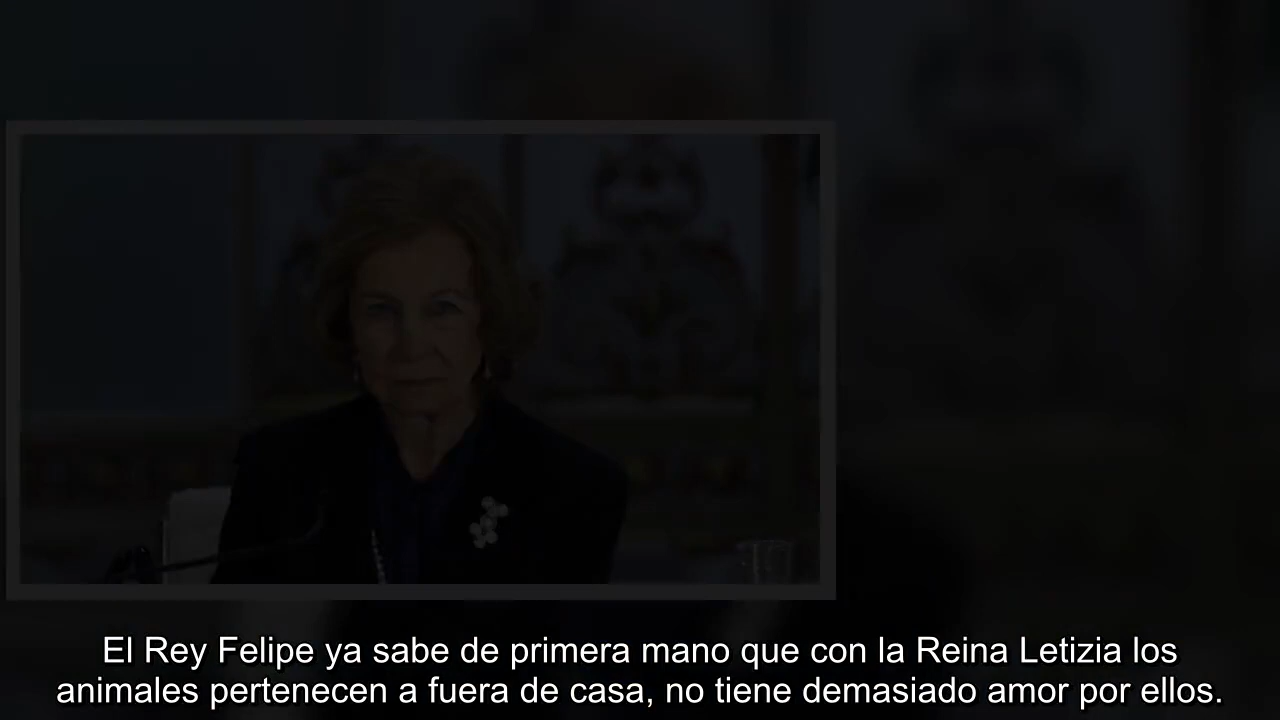 El Rey Felipe ya sabe de primera mano que con la Reina Letizia los
animales pertenecen a fuera de casa, no tiene demasiado amor por ellos.